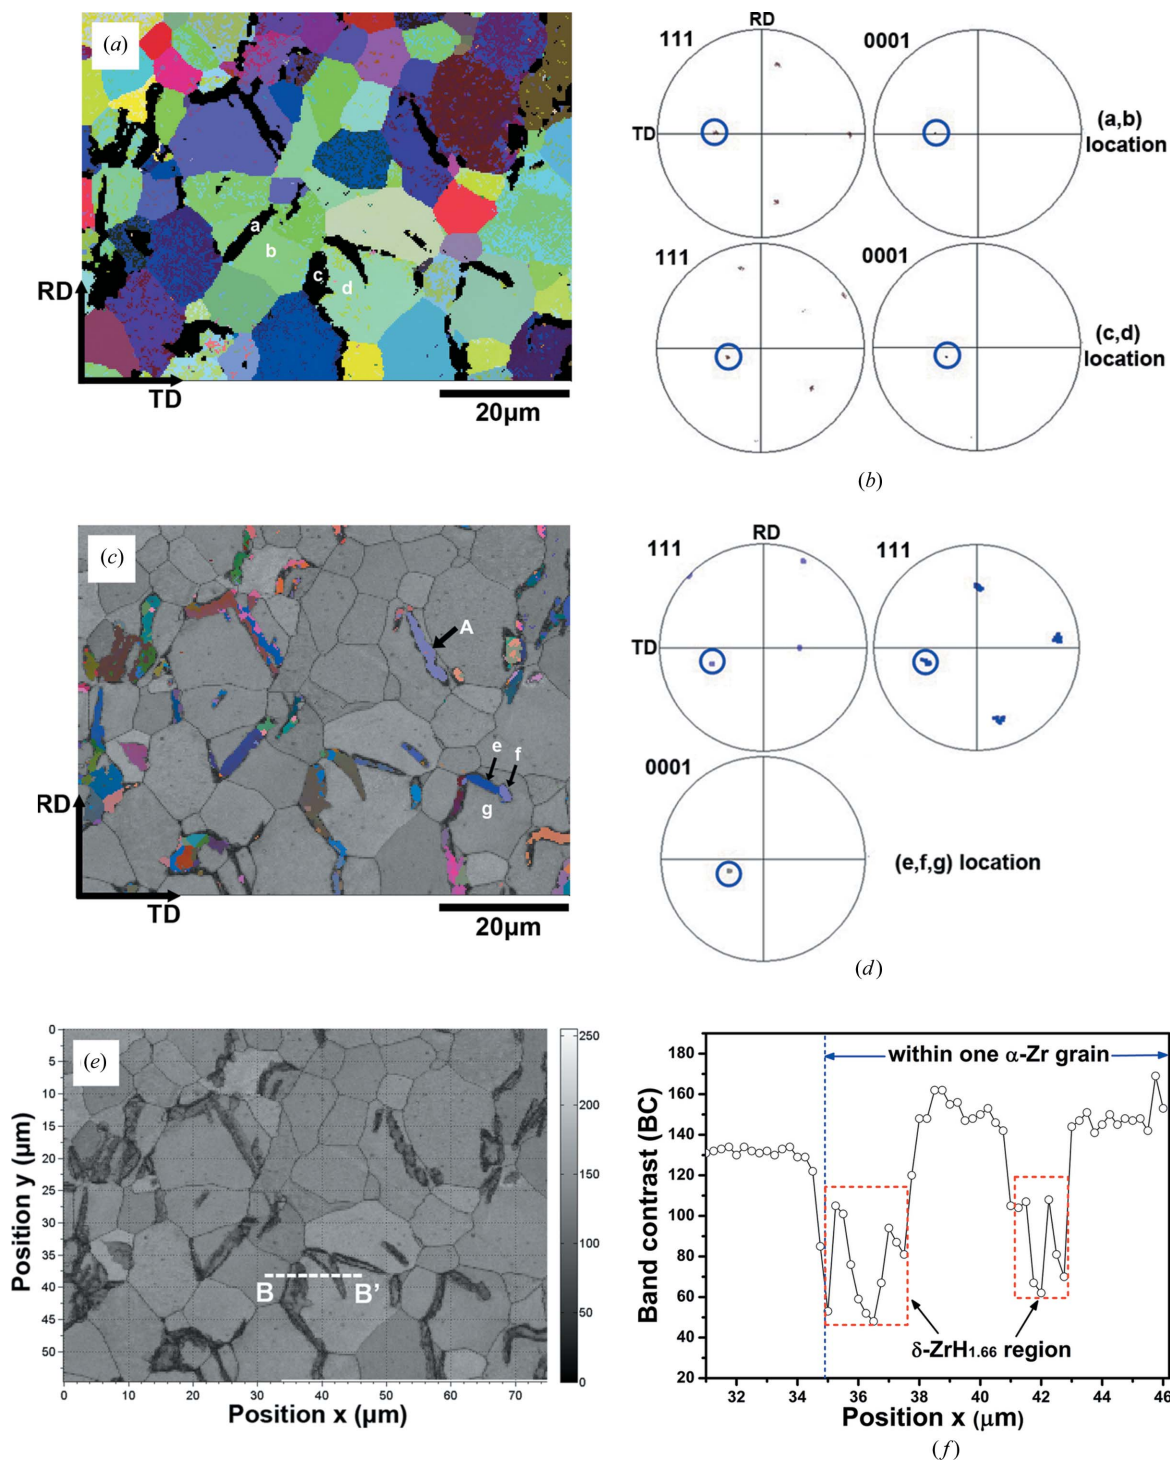 (a)
a
b
c
d
RD
TD
20µm
RD
111
0001
TD
(a,b)
location
111
0001
(c,d)
location
(b)
(c)
A
e
f
g
RD
TD
20µm
RD
111
111
TD
0001
(e,f,g) location
(d)
(e)
0
5
10
15
20
25
30
35
40
45
50
Position y (µm)
B
B'
0
10
20
30
40
50
60
70
Position x (µm)
250
200
150
100
50
0
180
160
140
120
100
80
60
40
20
Band contrast (BC)
within one α-Zr grain
δ-ZrH1.66 region
32
34
36
38
40
42
44
46
Position x (µm)
(f)